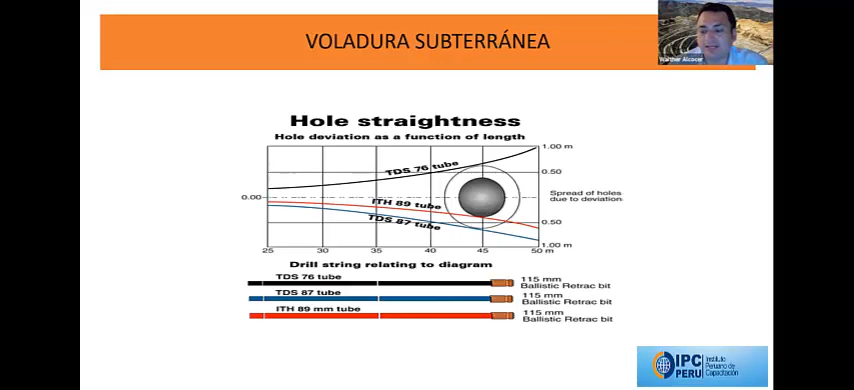 VOLADURA SUBTERRÁNEA
Walther Alcocer
Hole straightness
Hole deviation as a function of length
1.00 m
TDS 76 tube
0.50
0.00
Spread of holes
due to deviation
ITH 89 tube
TDS 87 tube
0.50
1.00 m
25 30 35 40 45 50 m
Drill string relating to diagram
TDS 76 tube
115 mm
Ballistic Retrac bit
TDS 87 tube
115 mm
Ballistic Retrac bit
ITH 89 mm tube
115 mm
Ballistic Retrac bit
IPC
PERU
Instituto
Peruano de
Capacitación